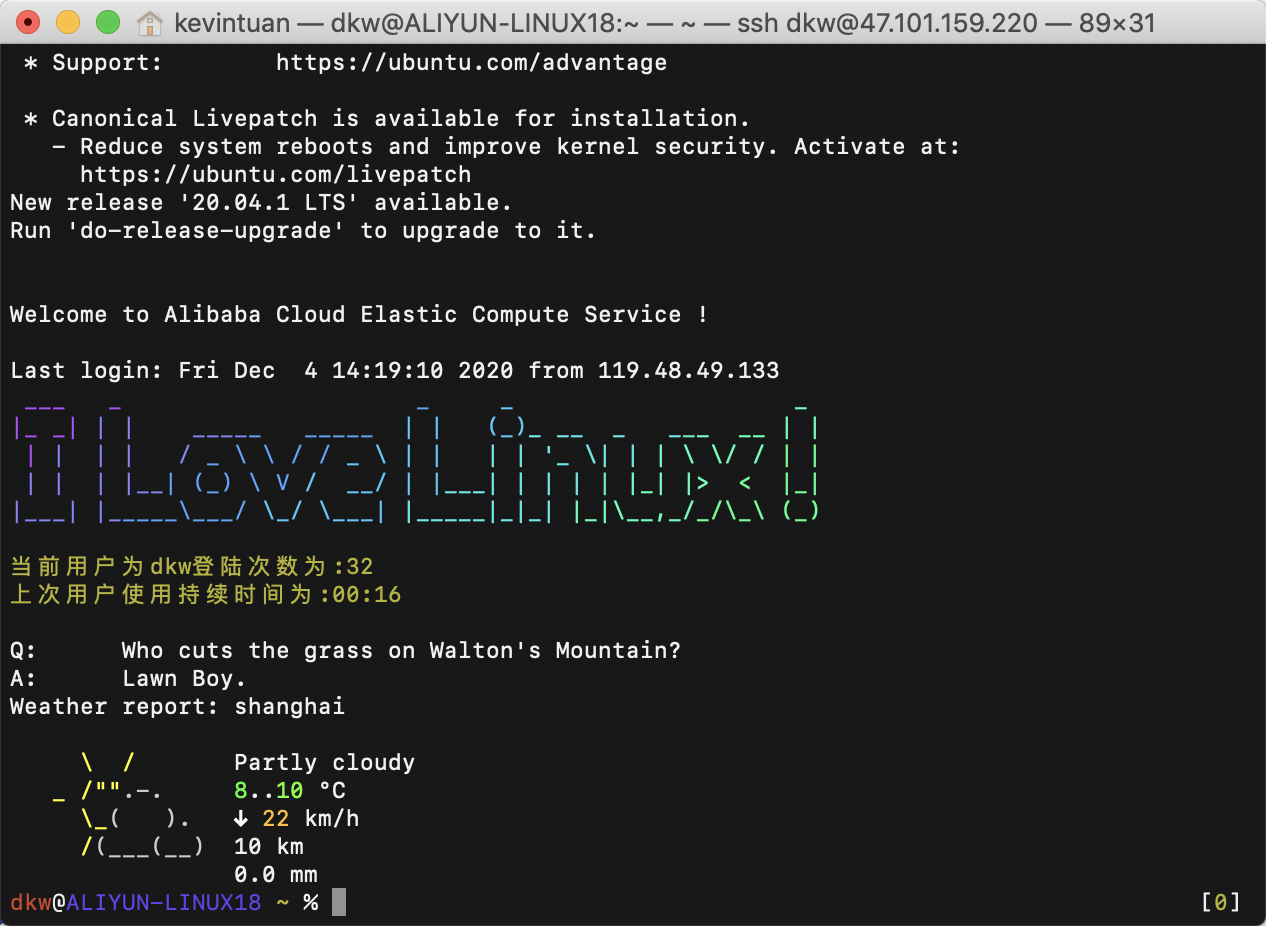 kevintuan — dkw@ALIYUN-LINUX18:~ — ~ — ssh dkw@47.101.159.220 — 89×31
* Support: https://ubuntu.com/advantage
* Canonical Livepatch is available for installation.
- Reduce system reboots and improve kernel security. Activate at:
https://ubuntu.com/livepatch
New release '20.04.1 LTS' available.
Run 'do-release-upgrade' to upgrade to it.
Welcome to Alibaba Cloud Elastic Compute Service !
Last login: Fri Dec  4 14:19:10 2020 from 119.48.49.133
I Love Linux!
当前用户为dkw登陆次数为:32
上次用户使用持续时间为:00:16
Q: Who cuts the grass on Walton's Mountain?
A: Lawn Boy.
Weather report: shanghai
Partly cloudy
8..10 °C
↓ 22 km/h
10 km
0.0 mm
dkw@ALIYUN-LINUX18 ~ % [0]